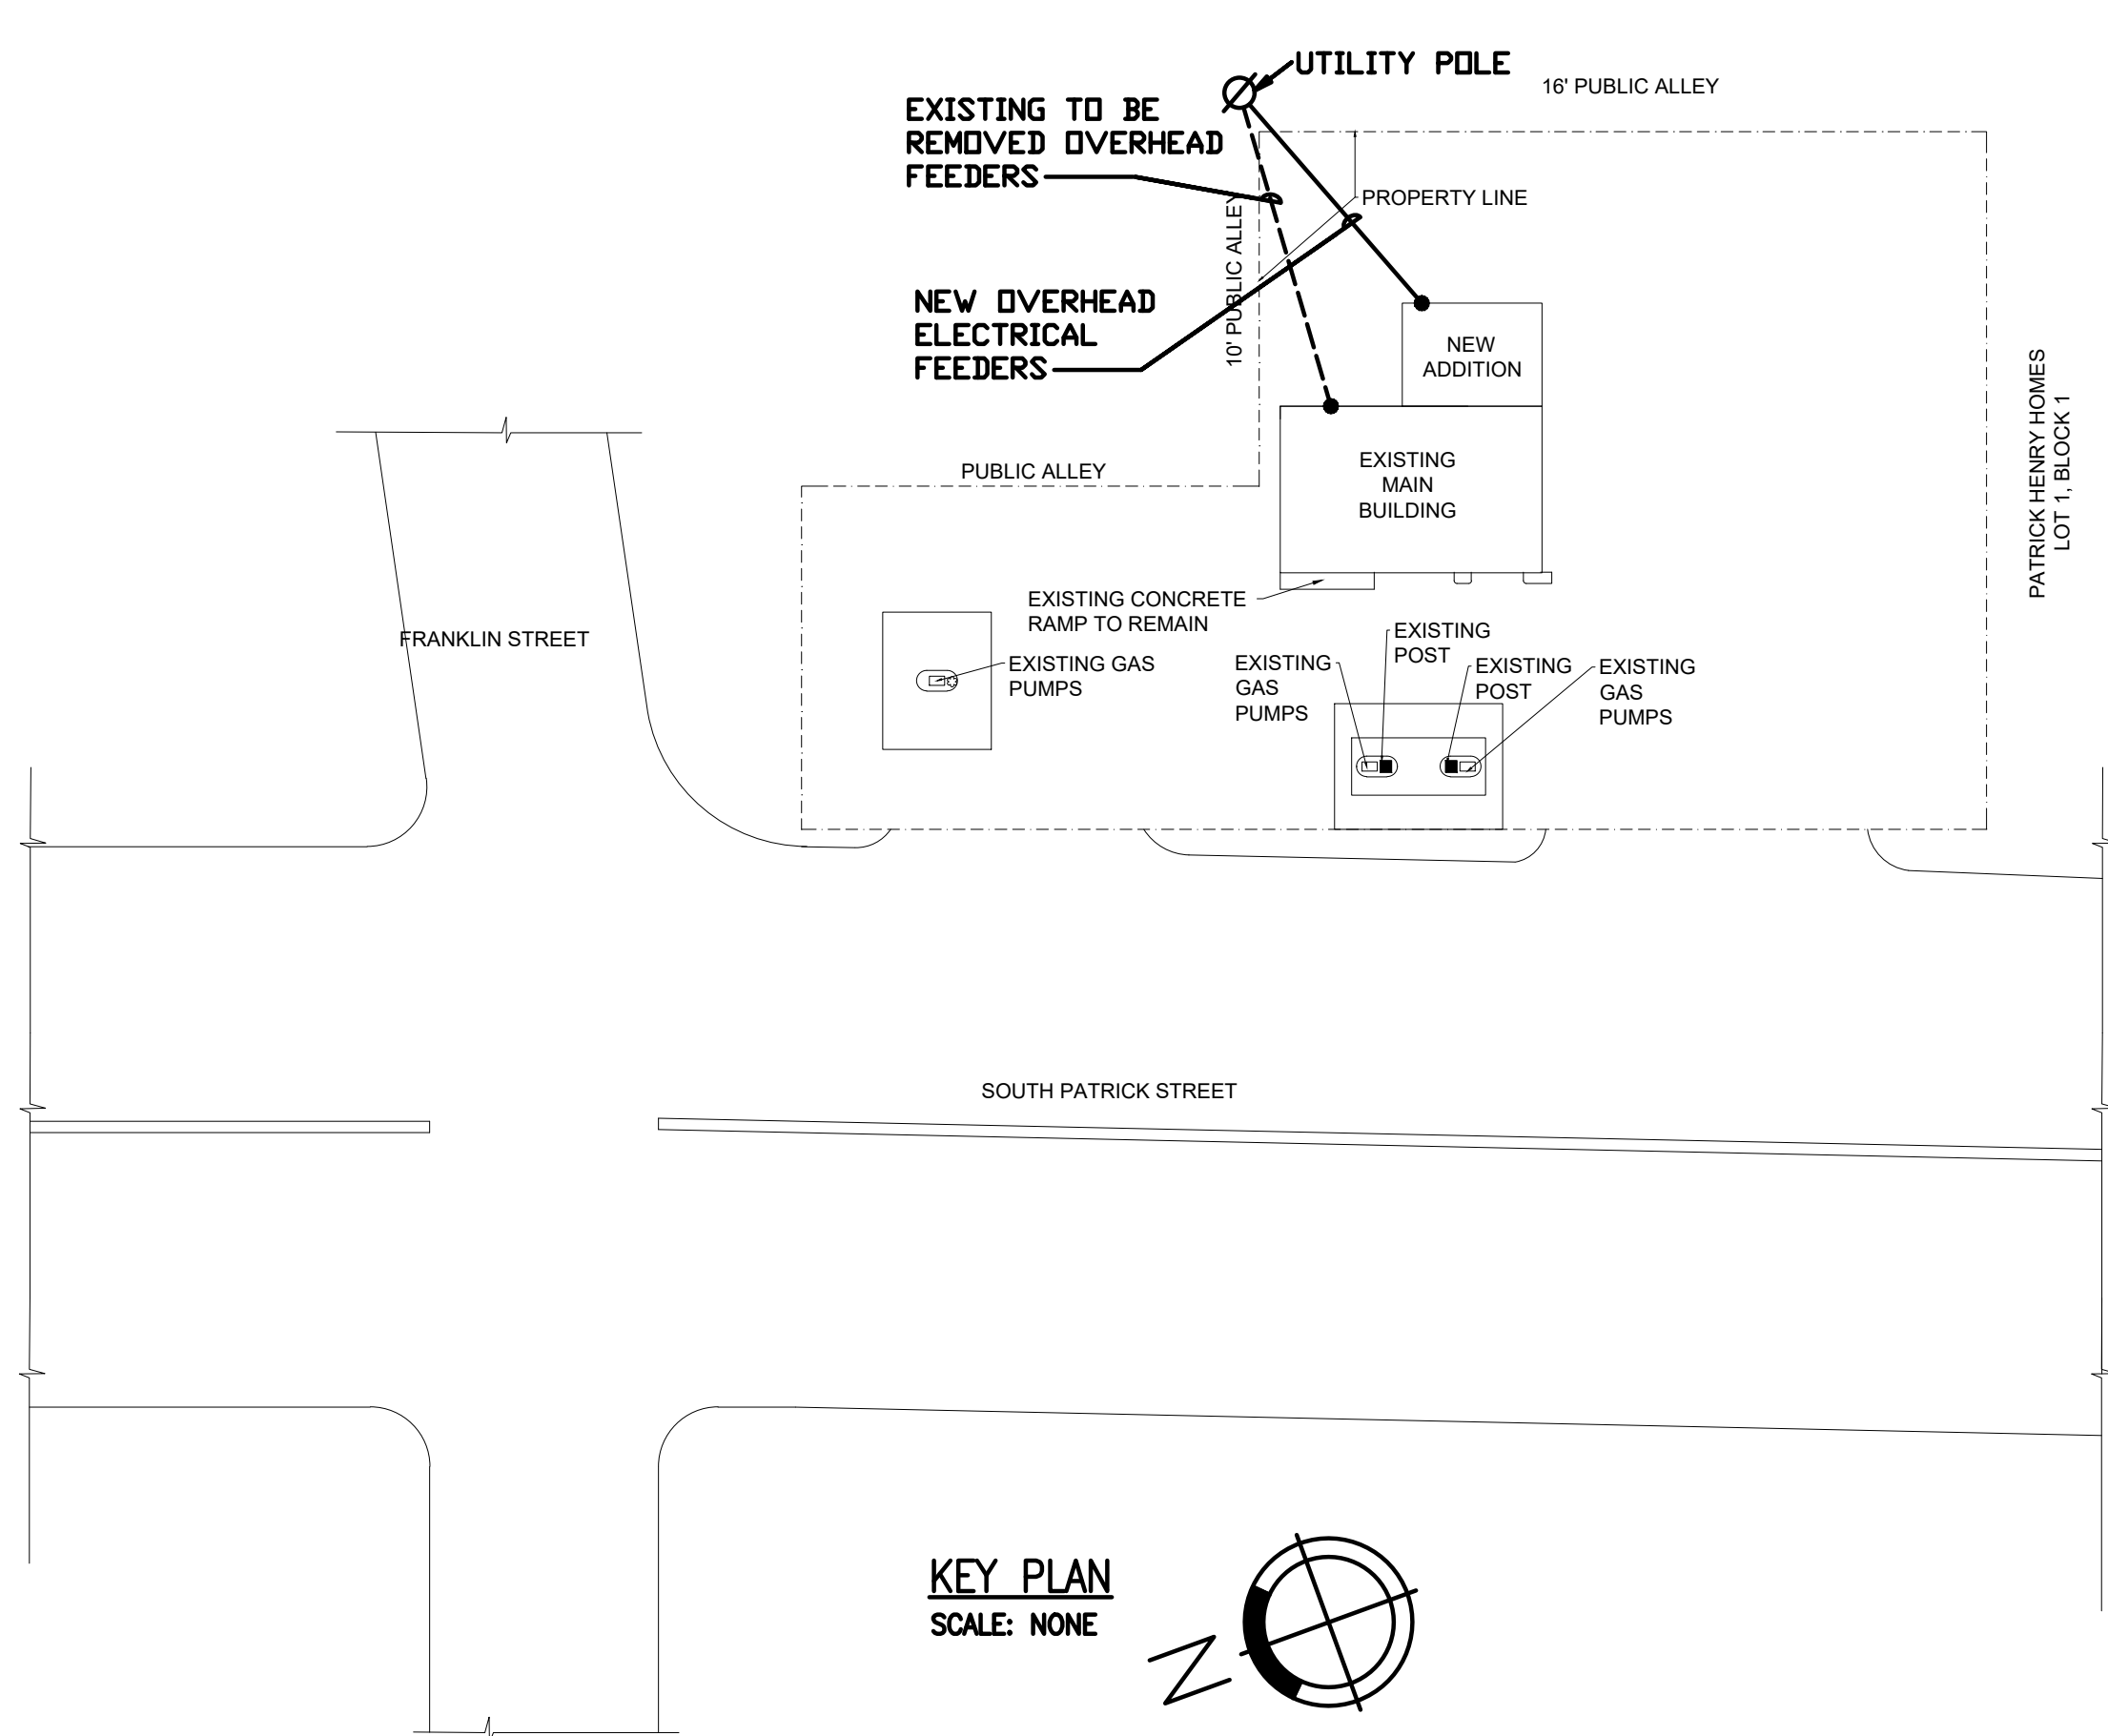 UTILITY POLE
16' PUBLIC ALLEY
EXISTING TO BE
REMOVED OVERHEAD
FEEDERS
PROPERTY LINE
10' PUBLIC ALLEY
NEW OVERHEAD
ELECTRICAL
FEEDERS
NEW
ADDITION
PATRICK HENRY HOMES
LOT 1, BLOCK 1
PUBLIC ALLEY
EXISTING
MAIN
BUILDING
EXISTING CONCRETE
RAMP TO REMAIN
FRANKLIN STREET
EXISTING GAS
PUMPS
EXISTING
GAS
PUMPS
EXISTING
POST
EXISTING
POST
EXISTING
GAS
PUMPS
SOUTH PATRICK STREET
KEY PLAN
SCALE: NONE
N